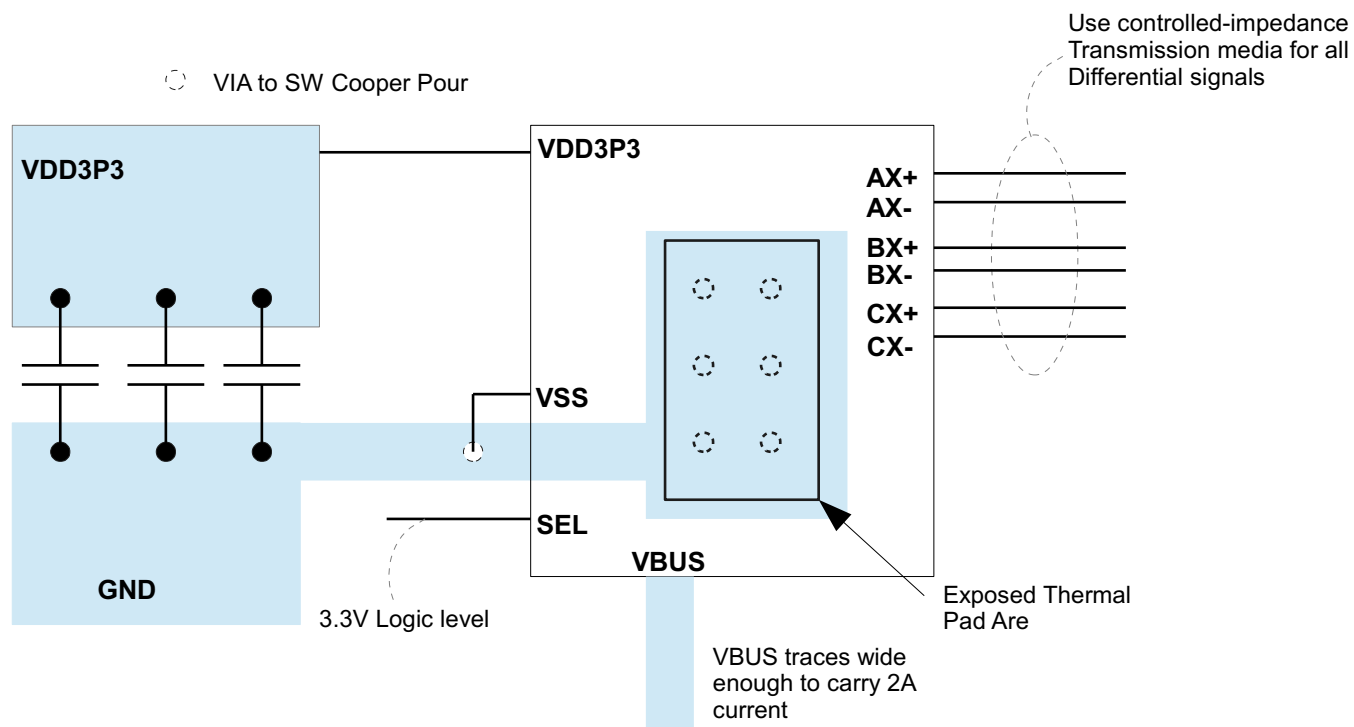 Use controlled-impedance
Transmission media for all
Differential signals
VIA to SW Cooper Pour
VDD3P3
VDD3P3
AX+
AX-
BX+
BX-
CX+
CX-
VSS
SEL
VBUS
GND
3.3V Logic level
Exposed Thermal
Pad Are
VBUS traces wide
enough to carry 2A
current